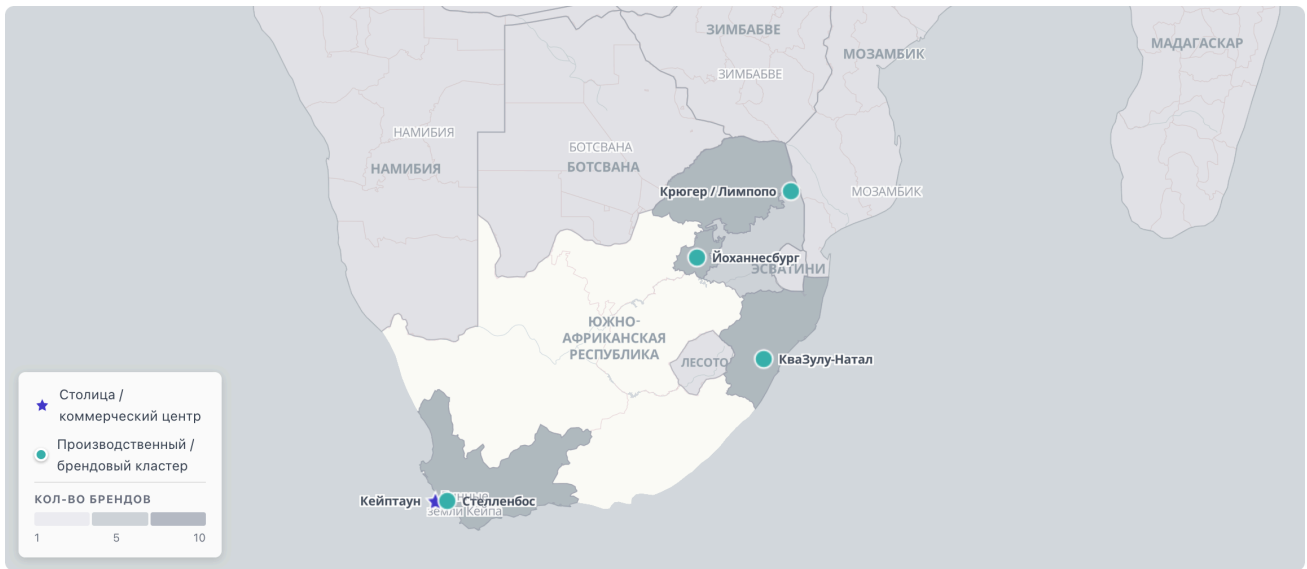 ЗИМБАБВЕ
МОЗАМБИК
МАДАГАСКАР
ЗИМБАБВЕ
НАМИБИЯ
БОТСВАНА
НАМИБИЯ
БОТСВАНА
Крюгер / Лимпопо
МОЗАМБИК
Йоханнесбург
ЭСВАТИНИ
ЮЖНО-
АФРИКАНСКАЯ
РЕСПУБЛИКА
ЛЕСОТО
КваЗулу-Натал
Кейптаун
Стелленбос
земли Кейпа
Столица /
коммерческий центр
Производственный /
брендовый кластер
КОЛ-ВО БРЕНДОВ
1 5 10